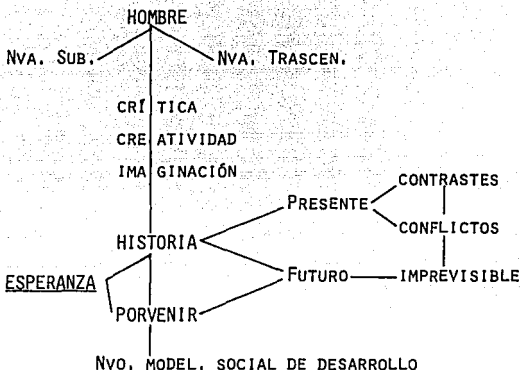 HOMBRE
NVA. SUB. NVA. TRASCEN.
CRÍTICA
CREATIVIDAD
IMAGINACIÓN
CONTRASTES
PRESENTE
CONFLICTOS
HISTORIA
ESPERANZA FUTURO IMPREVISIBLE
PORVENIR
NVO. MODEL. SOCIAL DE DESARROLLO